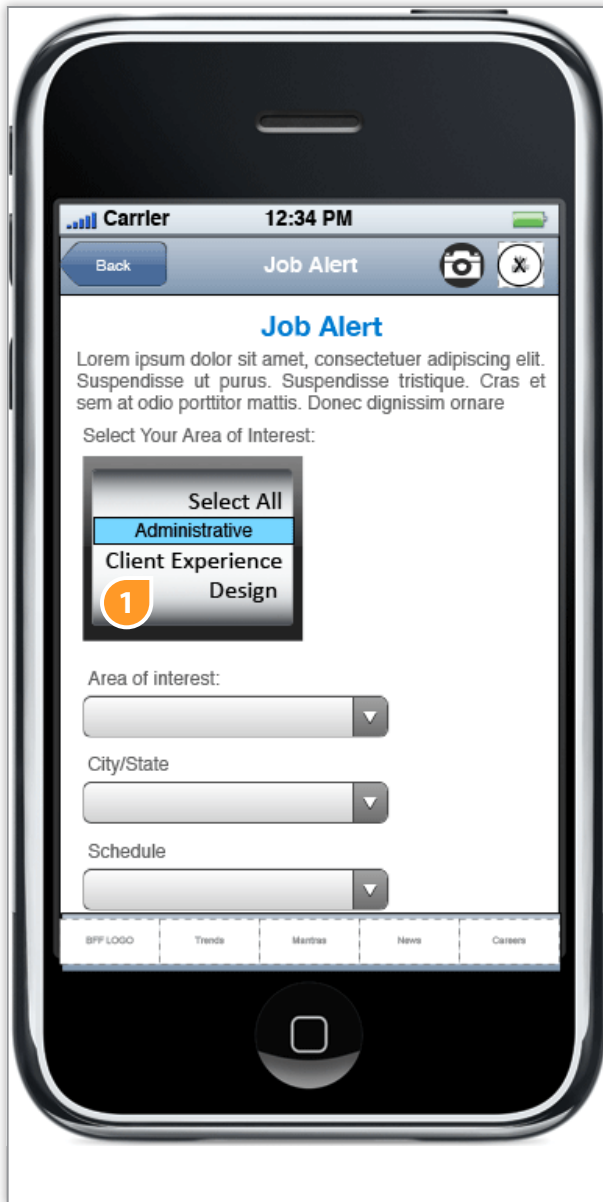 Carrier 12:34 PM
Back Job Alert X
Job Alert
Lorem ipsum dolor sit amet, consectetuer adipiscing elit.
Suspendisse ut purus. Suspendisse tristique. Cras et
sem at odio porttitor mattis. Donec dignissim ornare
Select Your Area of Interest:
Select All
Administrative
Client Experience
Design
1
Area of interest:
City/State
Schedule
BFF LOGO Trends Mantras News Careers